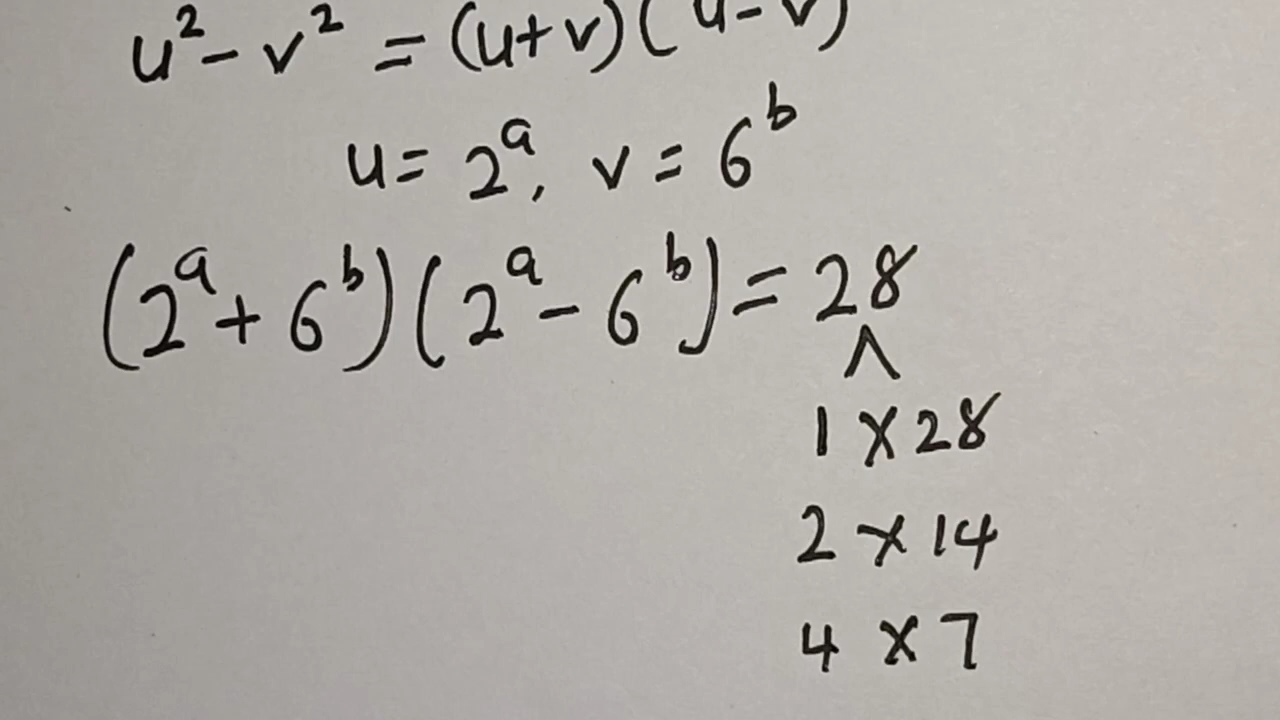 u² - v² = (u+v)(u-v)
u = 2ᵃ, v = 6ᵇ
(2ᵃ + 6ᵇ)(2ᵃ - 6ᵇ) = 28
∧
1 × 28
2 × 14
4 × 7